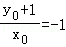 y₀+1
x₀
=-1